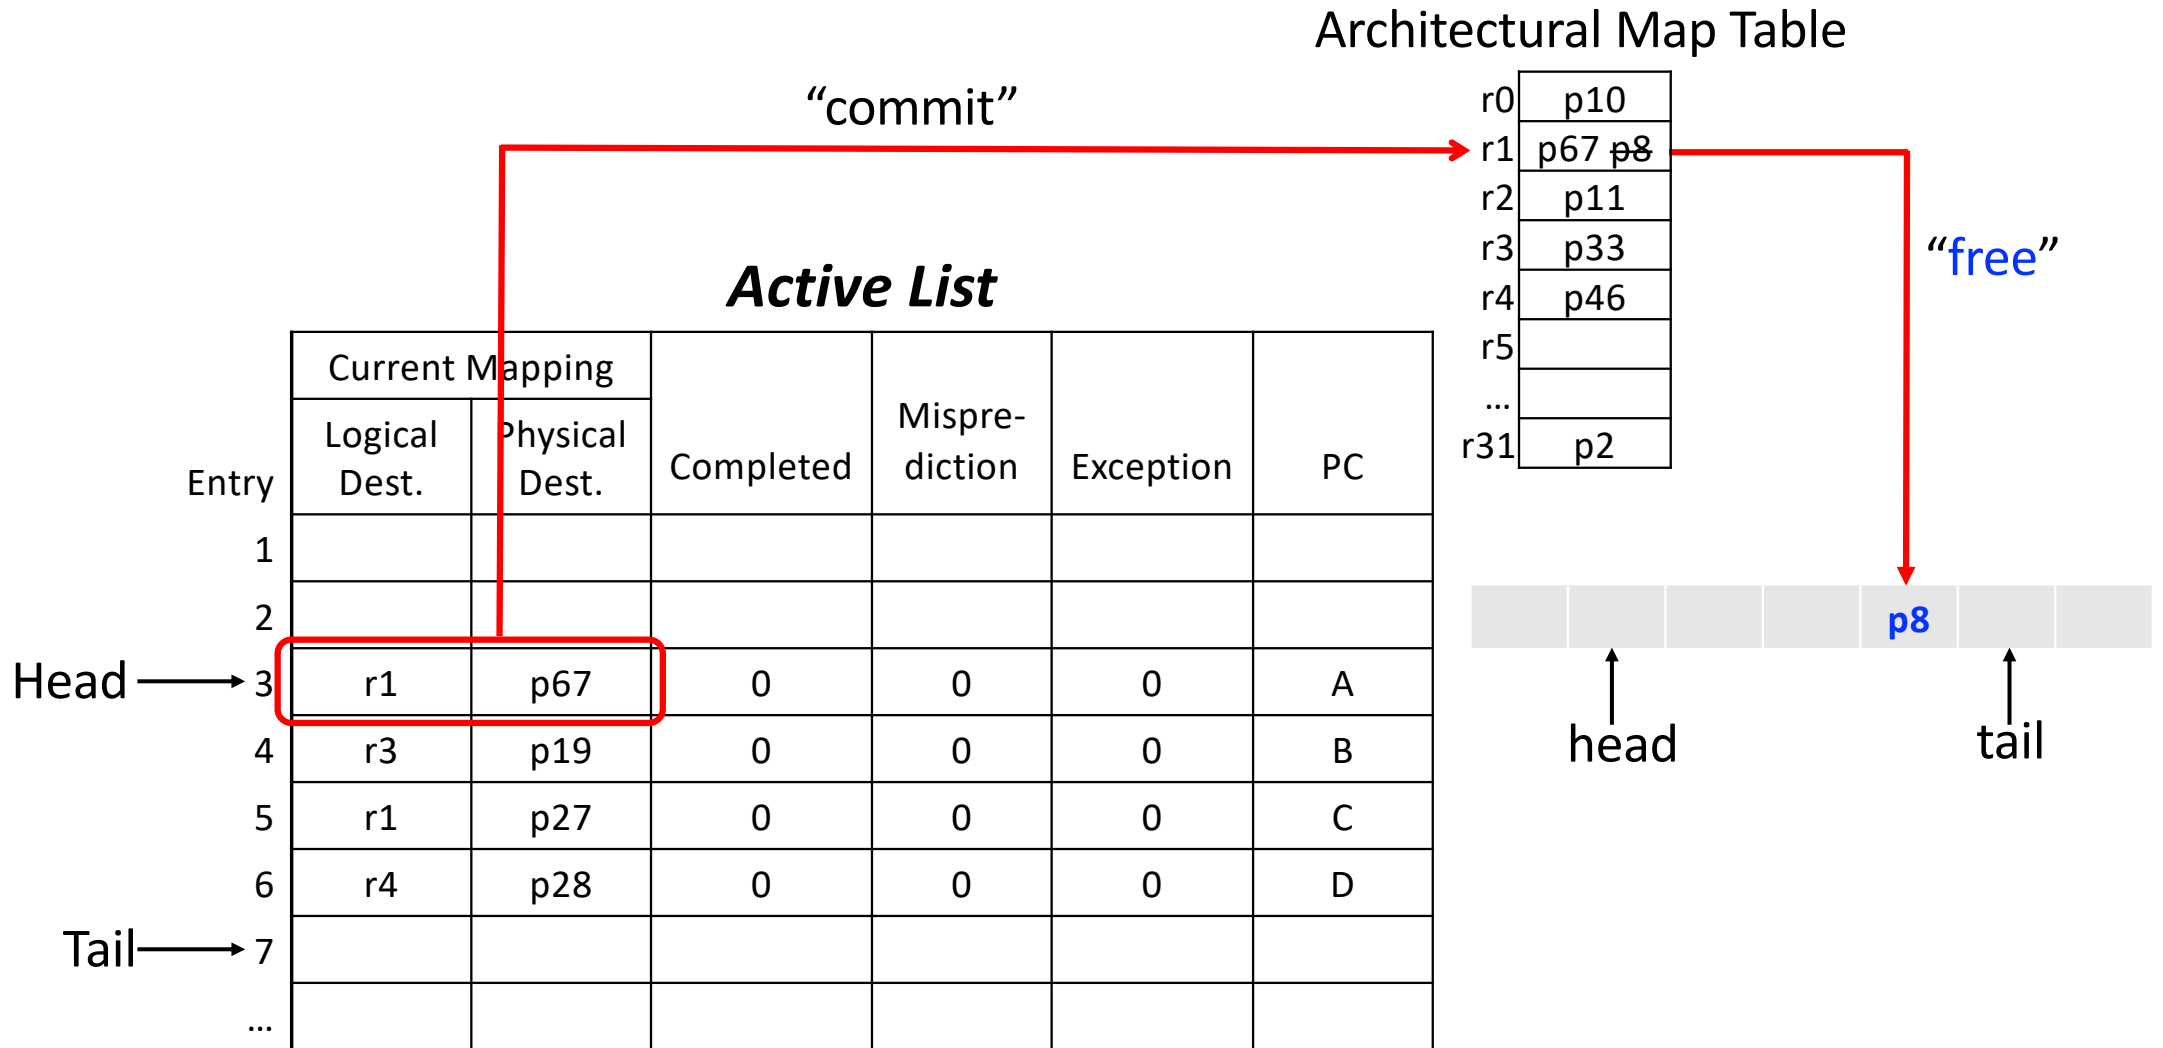 Architectural Map Table
“commit”
r0 p10
r1 p67 p8
r2 p11
r3 p33
r4 p46
r5
...
r31 p2
“free”
Active List
Current Mapping
Entry
Logical
Dest.
Physical
Dest.
Completed
Mispre-
diction
Exception
PC
1
2
Head 3 r1 p67 0 0 0 A
4 r3 p19 0 0 0 B
5 r1 p27 0 0 0 C
6 r4 p28 0 0 0 D
Tail 7
...
p8
head
tail